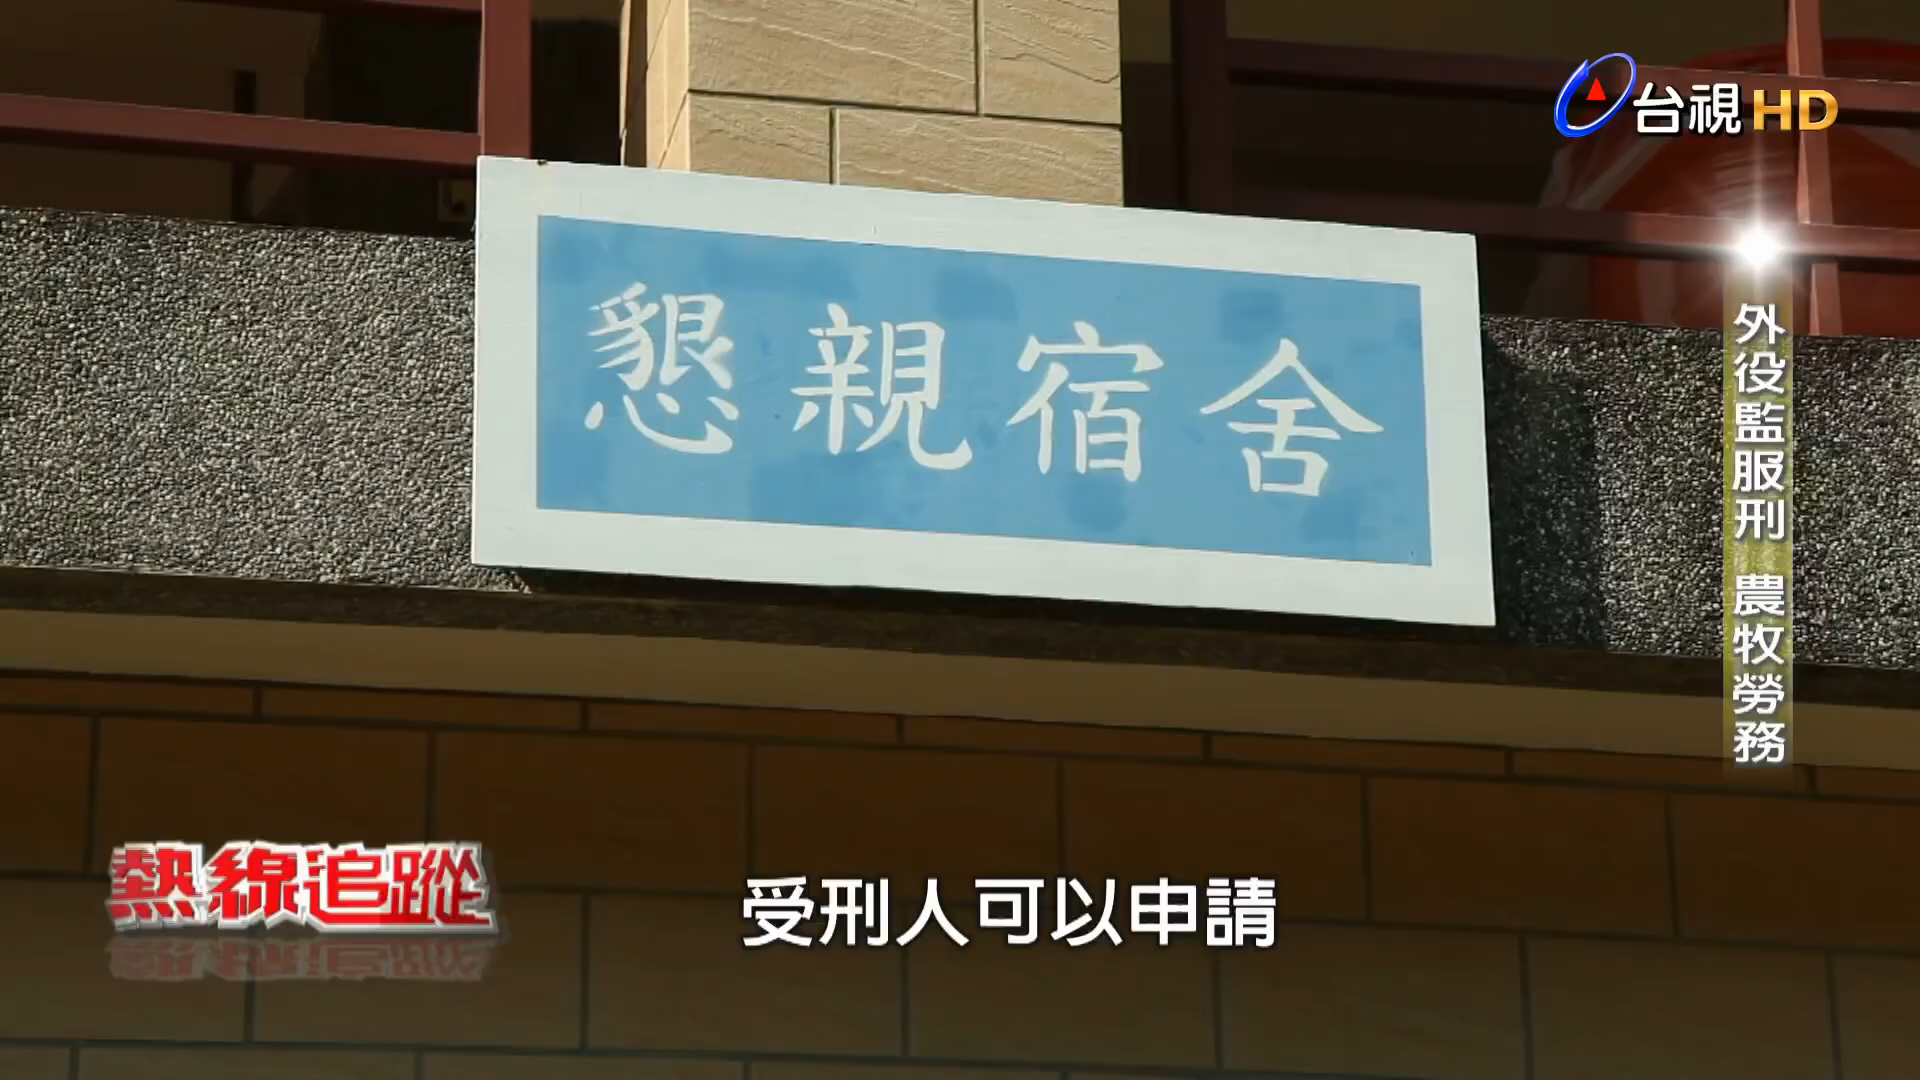 台視HD
懇親宿舍
外役監服刑 農牧勞務
熱線追蹤
受刑人可以申請